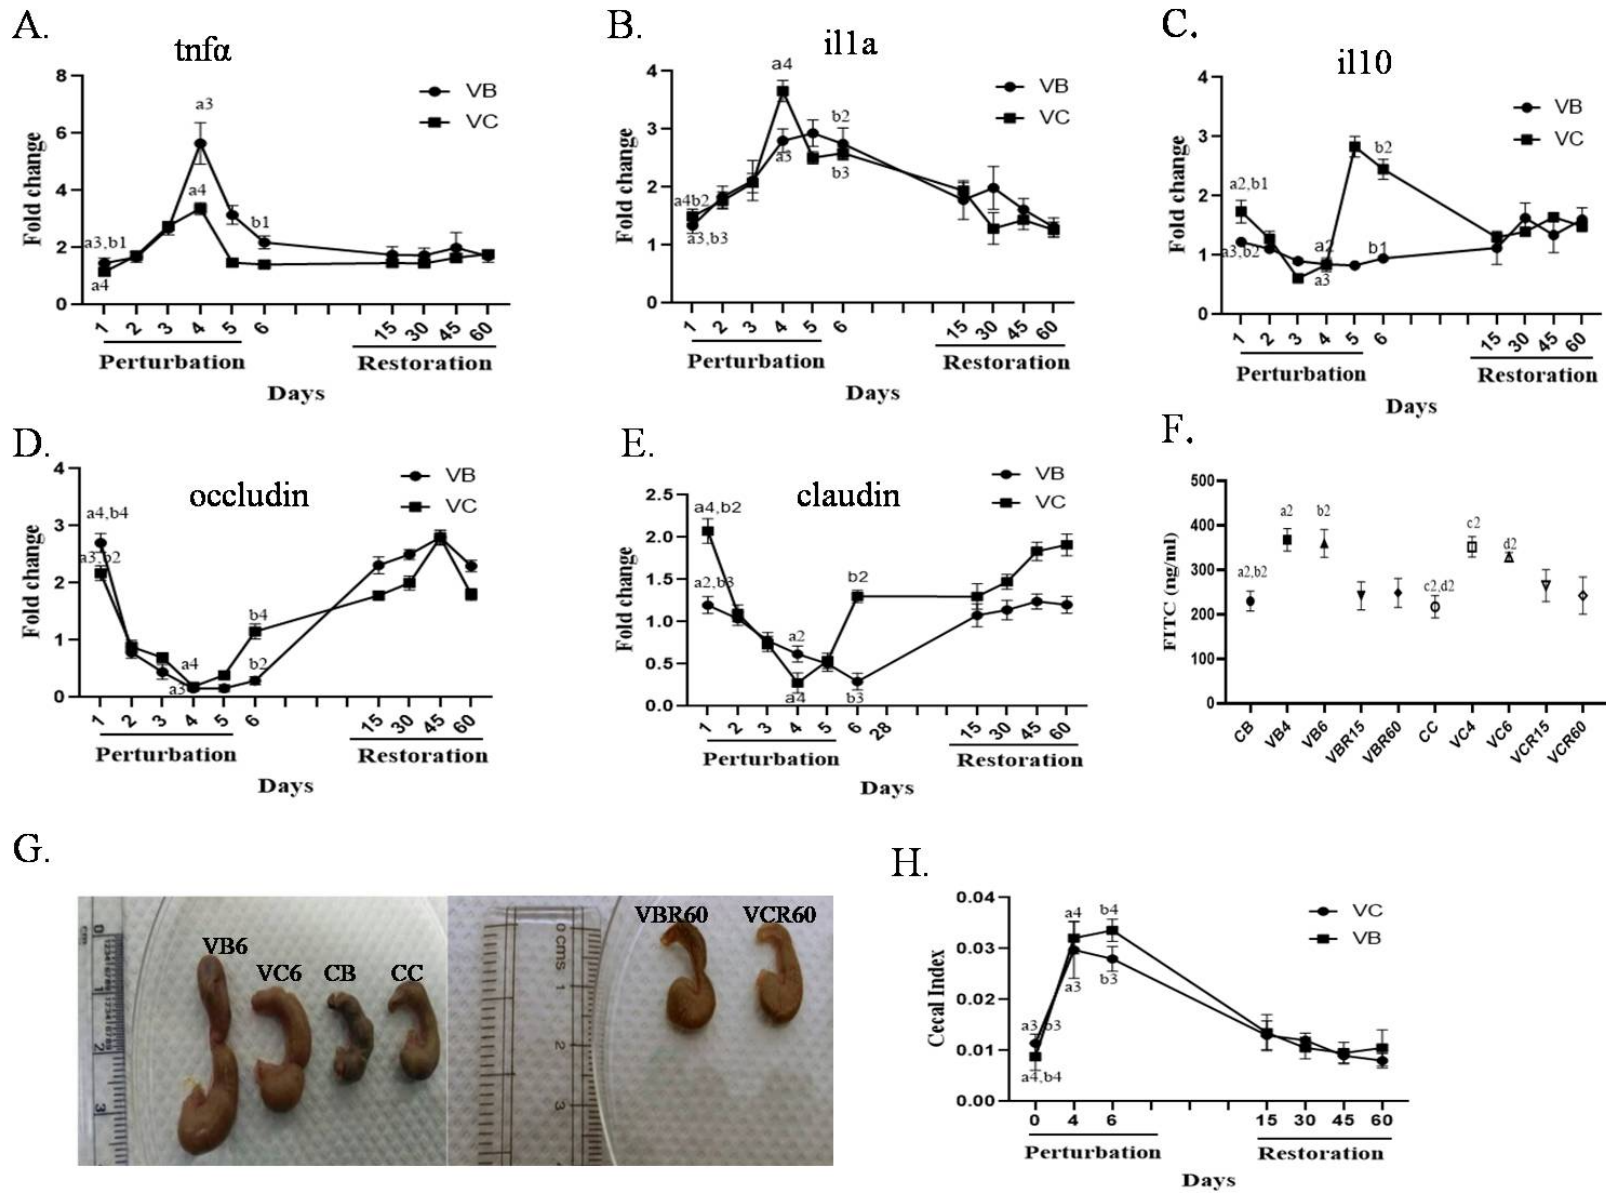 A.
tnfα
8
6
4
2
0
Fold change
VB
VC
a3
a4
b1
a3,b1
a4
1 2 3 4 5 6 15 30 45 60
Perturbation Restoration
Days
B.
il1a
4
3
2
1
0
Fold change
VB
VC
a4
b2
a3
b3
a4b2
a3,b3
1 2 3 4 5 6 15 30 45 60
Perturbation Restoration
Days
C.
il10
4
3
2
1
0
Fold change
VB
VC
a2,b1
b2
a2
b1
a3,b2
a3
1 2 3 4 5 6 15 30 45 60
Perturbation Restoration
Days
D.
occludin
4
3
2
1
0
Fold change
VB
VC
a4,b4
a3,b2
b4
a4
b2
a3
1 2 3 4 5 6 15 30 45 60
Perturbation Restoration
Days
E.
claudin
2.5
2.0
1.5
1.0
0.5
0.0
Fold change
VB
VC
a4,b2
a2,b3
b2
a2
a4
b3
1 2 3 4 5 6 28 15 30 45 60
Perturbation Restoration
Days
F.
500
400
300
200
100
0
FITC (ng/ml)
a2,b2
a2
b2
c2,d2
c2
d2
CB VB4 VB6 VBR15 VBR60 CC VC4 VC6 VCR15 VCR60
G.
VB6
VC6 CB CC
VBR60 VCR60
0
cm
1
2
3
0 cms
1
2
3
H.
0.04
0.03
0.02
0.01
0.00
Cecal Index
VC
VB
a4 b4
a3 b3
a3,b3
a4,b4
0 4 6 15 30 45 60
Perturbation Restoration
Days